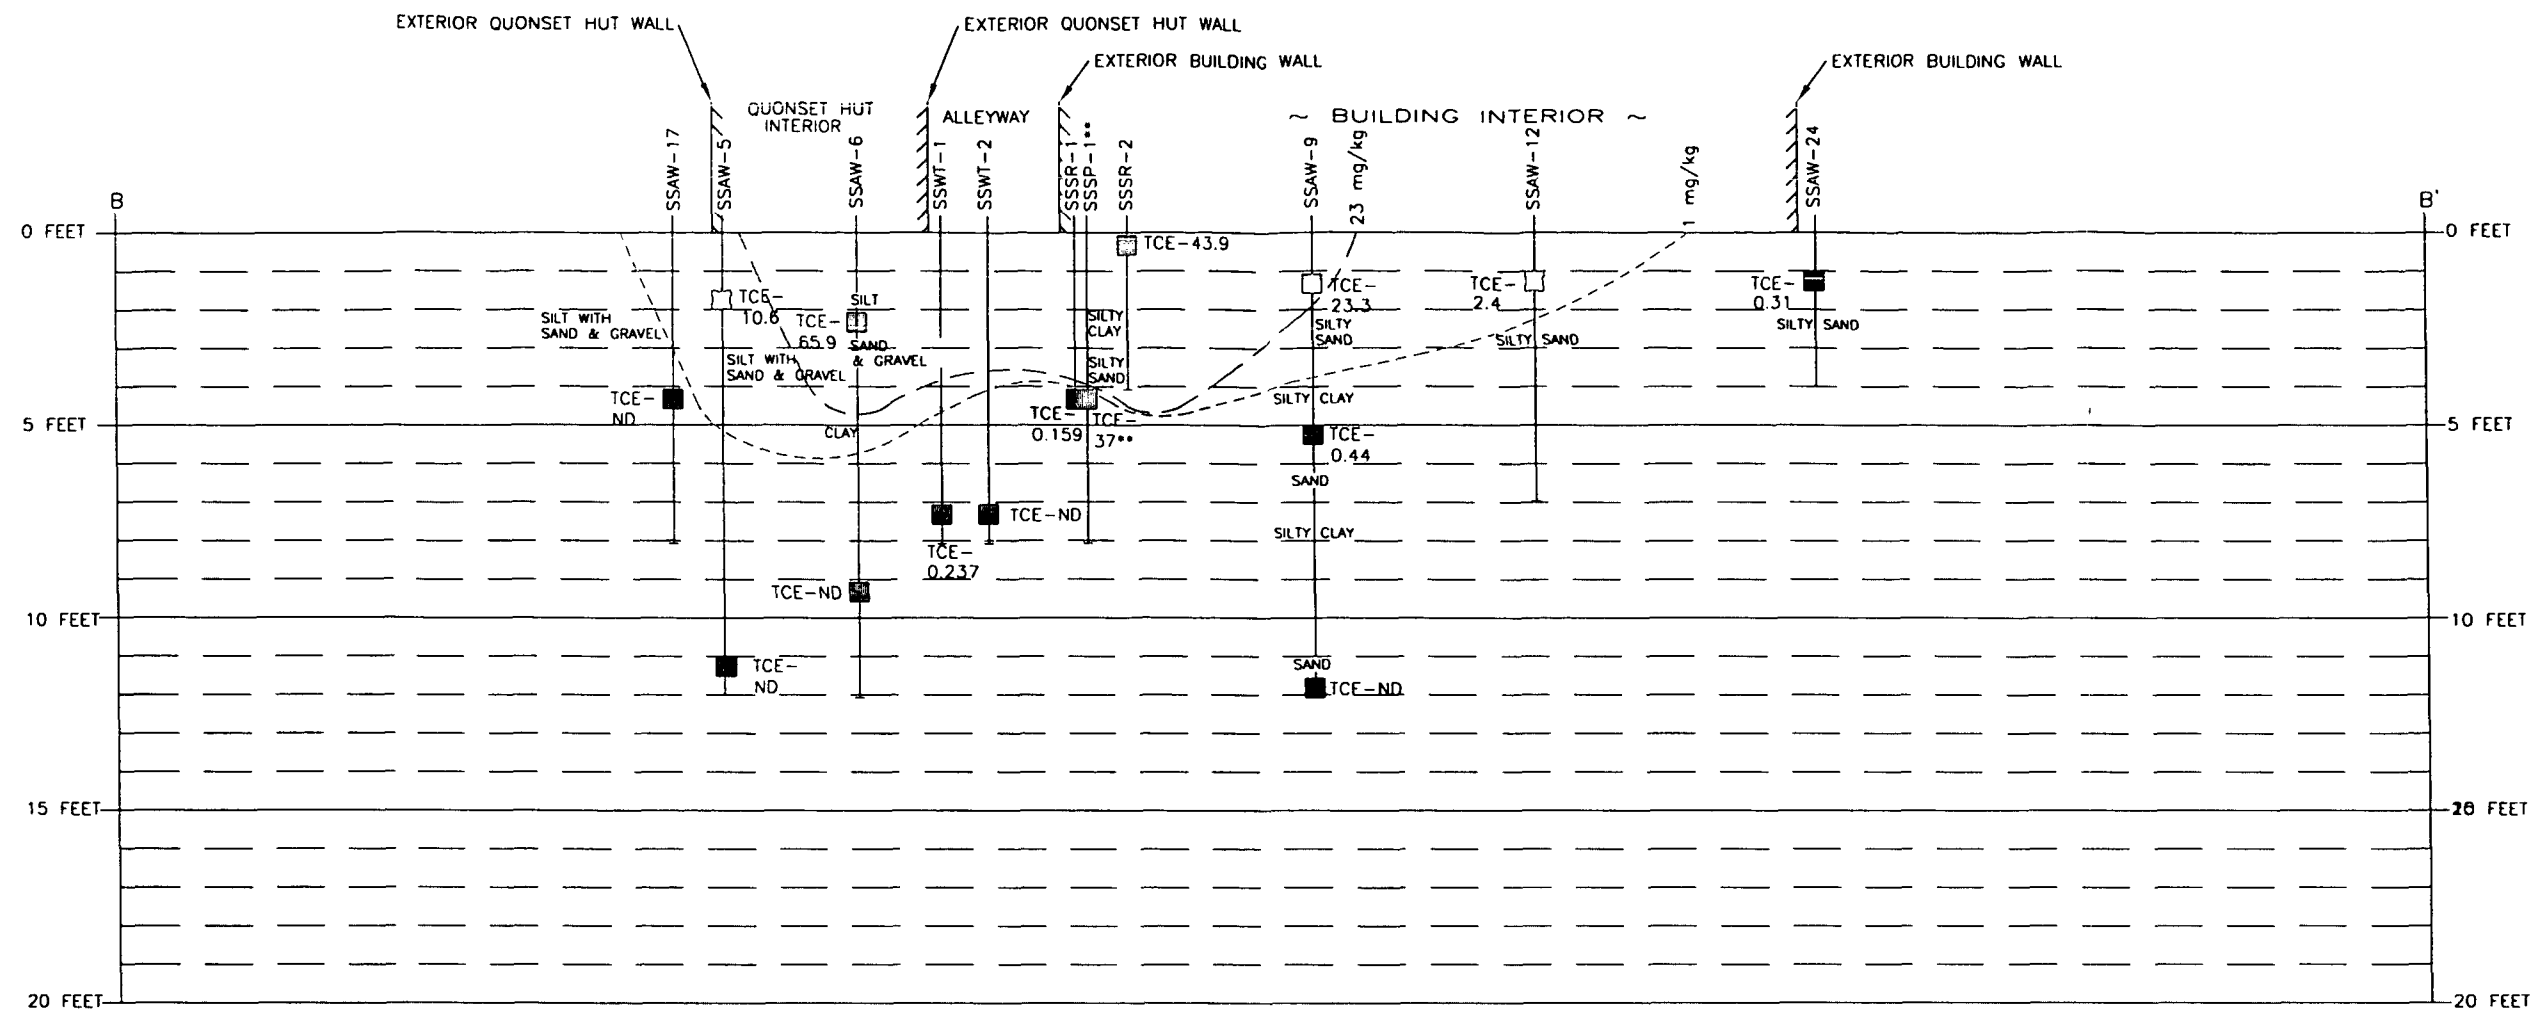 EXTERIOR QUONSET HUT WALL
EXTERIOR QUONSET HUT WALL
EXTERIOR BUILDING WALL
EXTERIOR BUILDING WALL
QUONSET HUT
INTERIOR
ALLEYWAY
~ BUILDING INTERIOR ~
SSAW-17
SSAW-5
SSAW-6
SSWT-1
SSWT-2
SSSR-1
SSSP-1**
SSSR-2
SSAW-9
23 mg/kg
SSAW-12
1 mg/kg
SSAW-24
B
B'
0 FEET
0 FEET
TCE-43.9
TCE-
10.6
SILT
TCE-
65.9
SAND
& GRAVEL
SILT WITH
SAND & GRAVEL
SILT WITH
SAND & GRAVEL
SILTY
CLAY
SILTY
SAND
TCE-
23.3
SILTY
SAND
TCE-
2.4
SILTY SAND
TCE-
0.31
SILTY SAND
TCE-
ND
TCE-
0.159
TCE-
37**
SILTY CLAY
5 FEET
5 FEET
CLAY
TCE-
0.44
SAND
TCE-ND
TCE-
0.237
SILTY CLAY
TCE-ND
10 FEET
10 FEET
TCE-
ND
SAND
TCE-ND
15 FEET
FEET
20 FEET
20 FEET